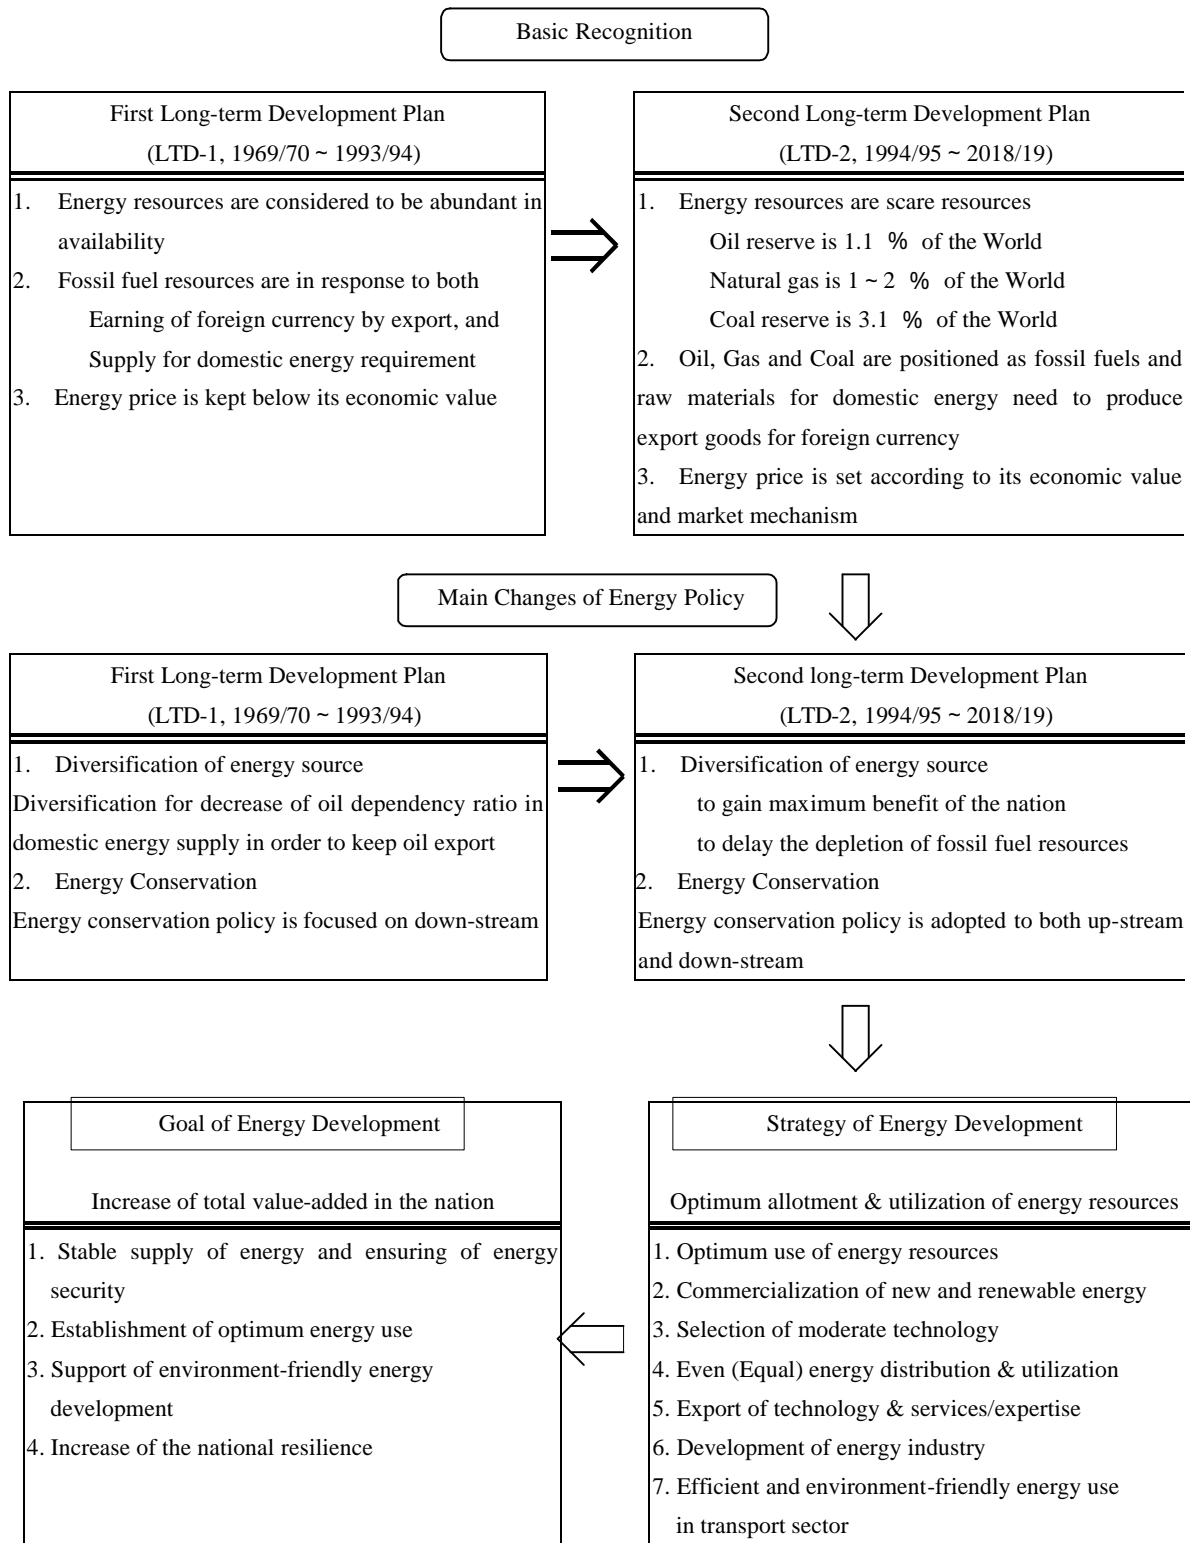 Basic Recognition
First Long-term Development Plan
(LTD-1, 1969/70 ~ 1993/94)
1. Energy resources are considered to be abundant in
availability
2. Fossil fuel resources are in response to both
Earning of foreign currency by export, and
Supply for domestic energy requirement
3. Energy price is kept below its economic value
Second Long-term Development Plan
(LTD-2, 1994/95 ~ 2018/19)
1. Energy resources are scare resources
Oil reserve is 1.1 % of the World
Natural gas is 1 ~ 2 % of the World
Coal reserve is 3.1 % of the World
2. Oil, Gas and Coal are positioned as fossil fuels and
raw materials for domestic energy need to produce
export goods for foreign currency
3. Energy price is set according to its economic value
and market mechanism
Main Changes of Energy Policy
First Long-term Development Plan
(LTD-1, 1969/70 ~ 1993/94)
1. Diversification of energy source
Diversification for decrease of oil dependency ratio in
domestic energy supply in order to keep oil export
2. Energy Conservation
Energy conservation policy is focused on down-stream
Second long-term Development Plan
(LTD-2, 1994/95 ~ 2018/19)
1. Diversification of energy source
to gain maximum benefit of the nation
to delay the depletion of fossil fuel resources
2. Energy Conservation
Energy conservation policy is adopted to both up-stream
and down-stream
Goal of Energy Development
Increase of total value-added in the nation
1. Stable supply of energy and ensuring of energy
security
2. Establishment of optimum energy use
3. Support of environment-friendly energy
development
4. Increase of the national resilience
Strategy of Energy Development
Optimum allotment & utilization of energy resources
1. Optimum use of energy resources
2. Commercialization of new and renewable energy
3. Selection of moderate technology
4. Even (Equal) energy distribution & utilization
5. Export of technology & services/expertise
6. Development of energy industry
7. Efficient and environment-friendly energy use
in transport sector